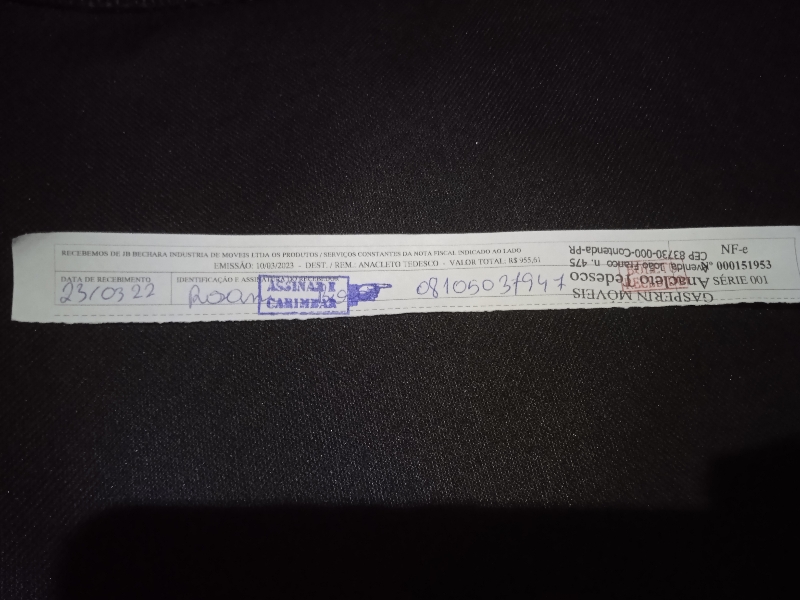 RECEBEMOS DE JB BECHARA INDUSTRIA DE MOVEIS LTDA OS PRODUTOS / SERVIÇOS CONSTANTES DA NOTA FISCAL INDICADO AO LADO
EMISSÃO: 10/03/2023 - DEST. / REM.: ANACLETO TEDESCO - VALOR TOTAL: R$ 955,61
DATA DE RECEBIMENTO
23/03 22
IDENTIFICAÇÃO E ASSINATURA DO RECEBEDOR
ASSINAR E
CARIMBAR
08105037947
NF-e
Nº 000151953
SÉRIE 001
GASPERIN MÓVEIS
Anacleto Tedesco
Avenida João Franco, n. 475
CEP 83730-000-Contenda-PR